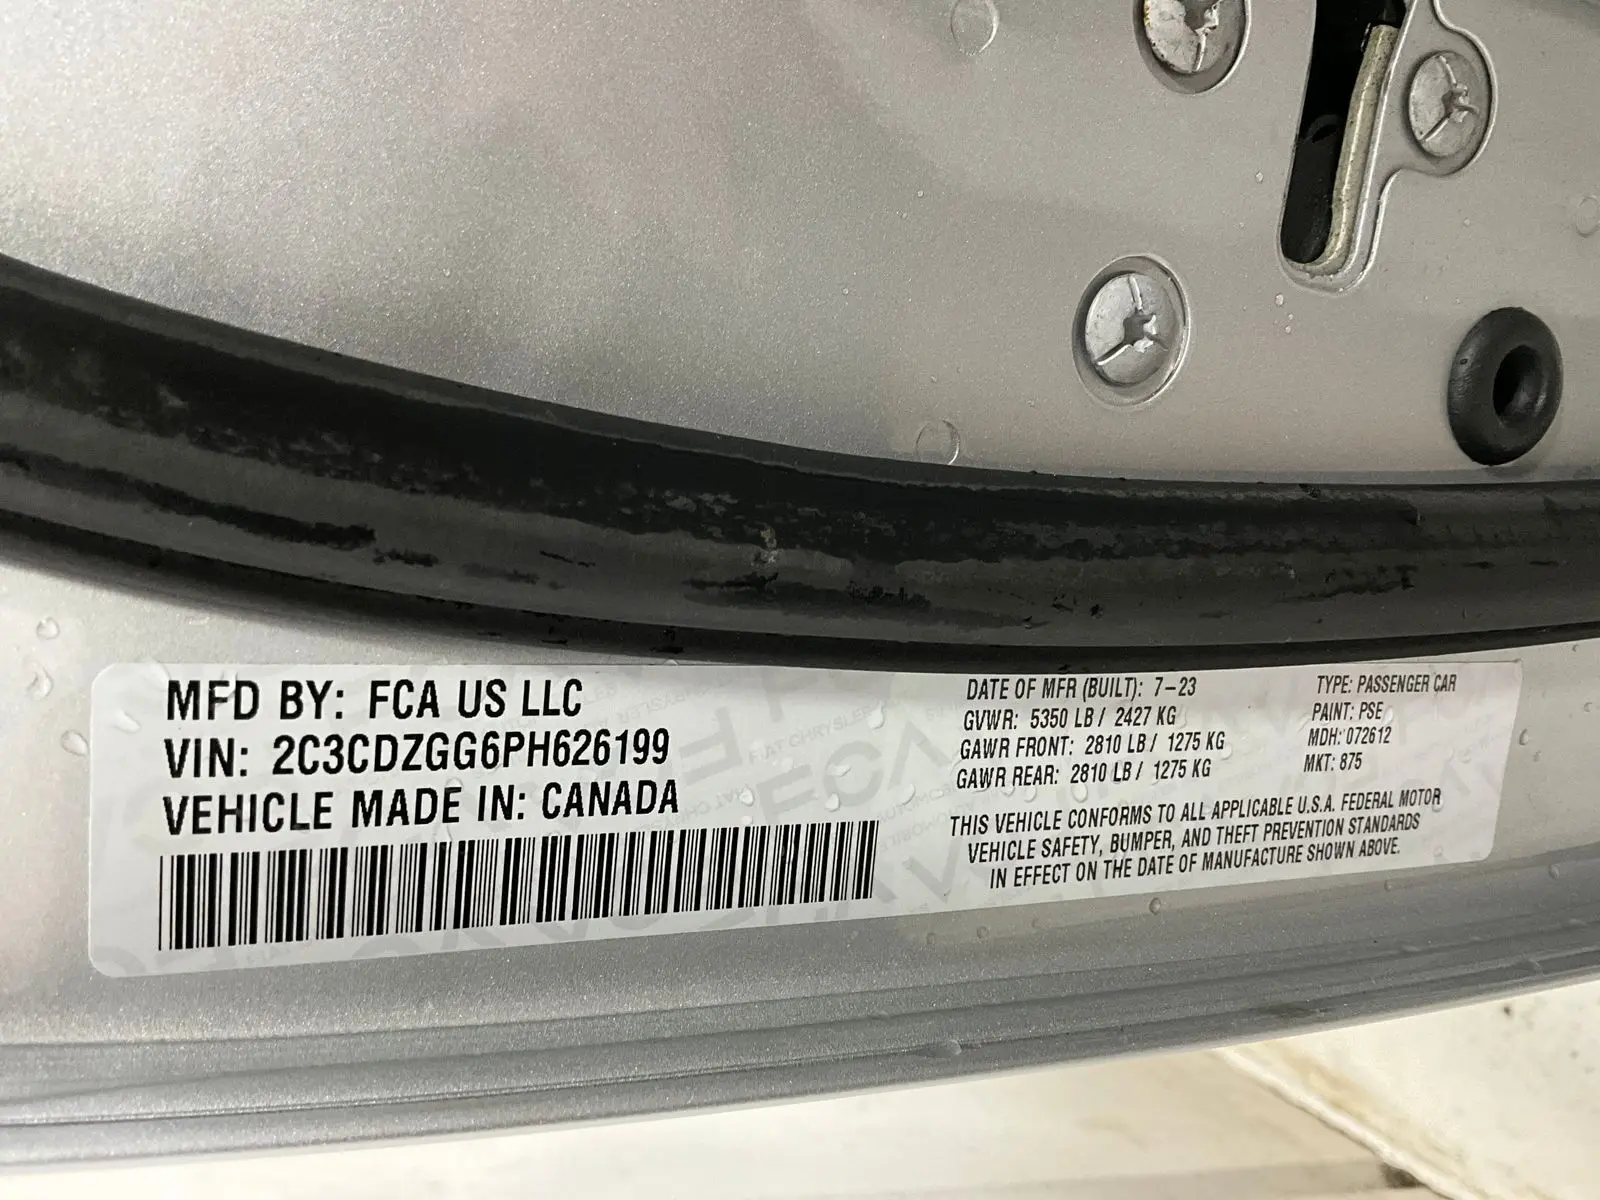 MFD BY: FCA US LLC
VIN: 2C3CDZGG6PH626199
VEHICLE MADE IN: CANADA
DATE OF MFR (BUILT): 7-23
GVWR: 5350 LB / 2427 KG
GAWR FRONT: 2810 LB / 1275 KG
GAWR REAR: 2810 LB / 1275 KG
TYPE: PASSENGER CAR
PAINT: PSE
MDH: 072612
MKT: 875
THIS VEHICLE CONFORMS TO ALL APPLICABLE U.S.A. FEDERAL MOTOR
VEHICLE SAFETY, BUMPER, AND THEFT PREVENTION STANDARDS
IN EFFECT ON THE DATE OF MANUFACTURE SHOWN ABOVE.